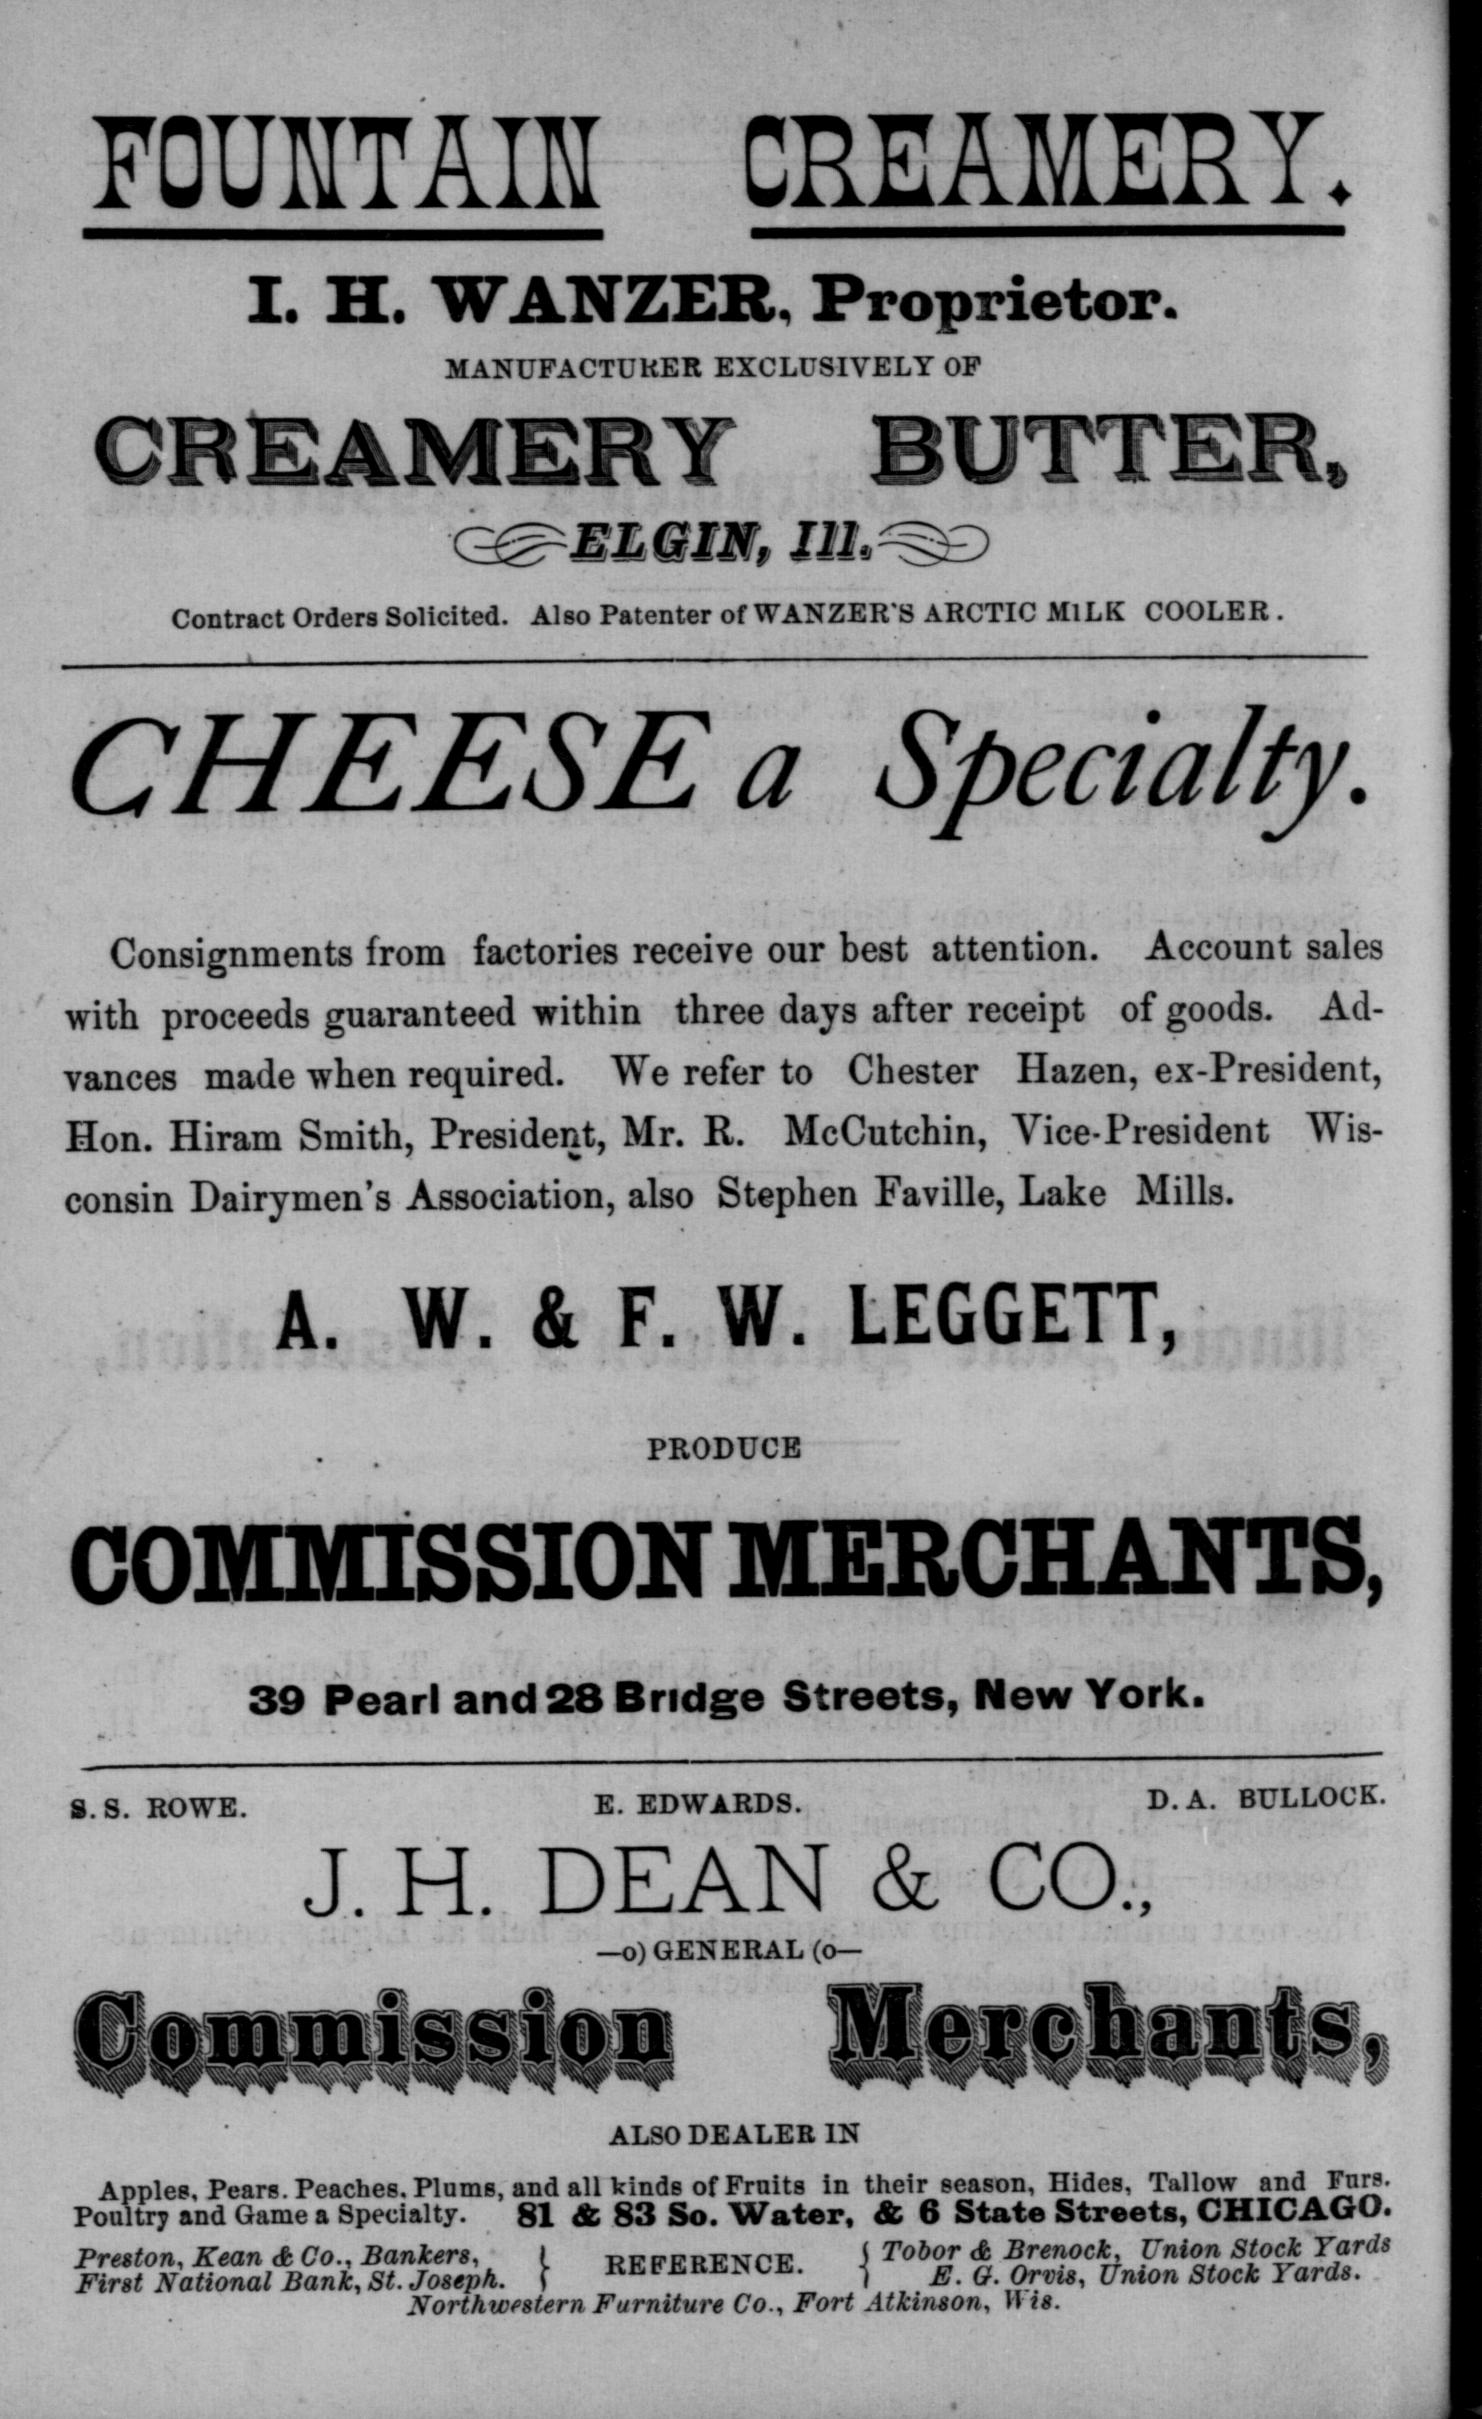 FOUNTAIN CREAMERY.
I. H. WANZER, Proprietor.
MANUFACTURER EXCLUSIVELY OF
CREAMERY BUTTER,
ELGIN, Ill.
Contract Orders Solicited. Also Patenter of WANZER'S ARCTIC MILK COOLER.
CHEESE a Specialty.
Consignments from factories receive our best attention. Account sales
with proceeds guaranteed within three days after receipt of goods. Ad-
vances made when required. We refer to Chester Hazen, ex-President,
Hon. Hiram Smith, President, Mr. R. McCutchin, Vice-President Wis-
consin Dairymen's Association, also Stephen Faville, Lake Mills.
A. W. & F. W. LEGGETT,
PRODUCE
COMMISSION MERCHANTS,
39 Pearl and 28 Bridge Streets, New York.
S. S. ROWE. E. EDWARDS. D. A. BULLOCK.
J. H. DEAN & CO.,
—o) GENERAL (o—
Commission Merchants,
ALSO DEALER IN
Apples, Pears. Peaches, Plums, and all kinds of Fruits in their season, Hides, Tallow and Furs.
Poultry and Game a Specialty. 81 & 83 So. Water, & 6 State Streets, CHICAGO.
Preston, Kean & Co., Bankers, } REFERENCE. { Tobor & Brenock, Union Stock Yards
First National Bank, St. Joseph. E. G. Orvis, Union Stock Yards.
Northwestern Furniture Co., Fort Atkinson, Wis.